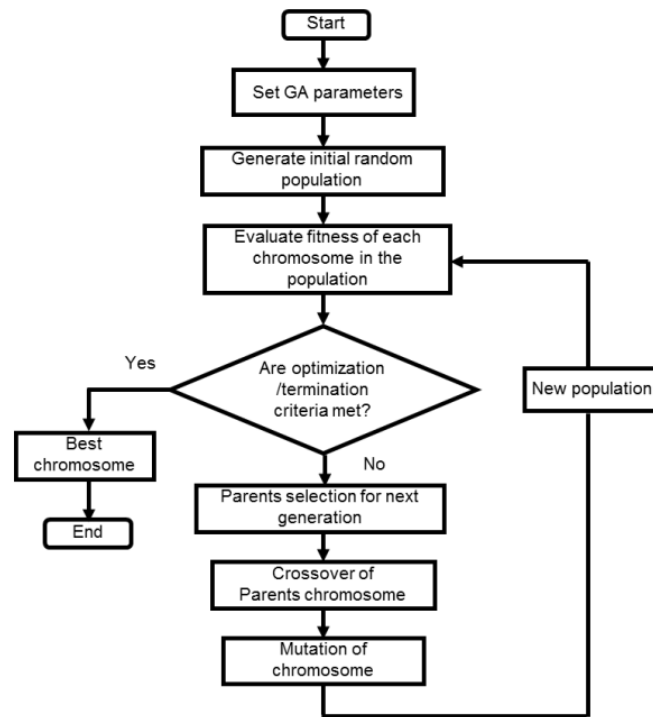 Start
Set GA parameters
Generate initial random
population
Evaluate fitness of each
chromosome in the
population
Yes
Are optimization
/termination
criteria met?
New population
Best
chromosome
No
Parents selection for next
generation
End
Crossover of
Parents chromosome
Mutation of
chromosome